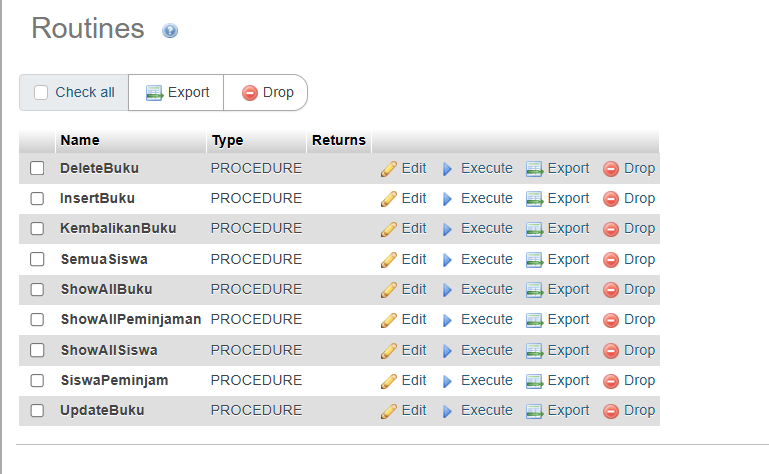 Routines
Check all Export Drop
Name Type Returns
DeleteBuku PROCEDURE Edit Execute Export Drop
InsertBuku PROCEDURE Edit Execute Export Drop
KembalikanBuku PROCEDURE Edit Execute Export Drop
SemuaSiswa PROCEDURE Edit Execute Export Drop
ShowAllBuku PROCEDURE Edit Execute Export Drop
ShowAllPeminjaman PROCEDURE Edit Execute Export Drop
ShowAllSiswa PROCEDURE Edit Execute Export Drop
SiswaPeminjam PROCEDURE Edit Execute Export Drop
UpdateBuku PROCEDURE Edit Execute Export Drop